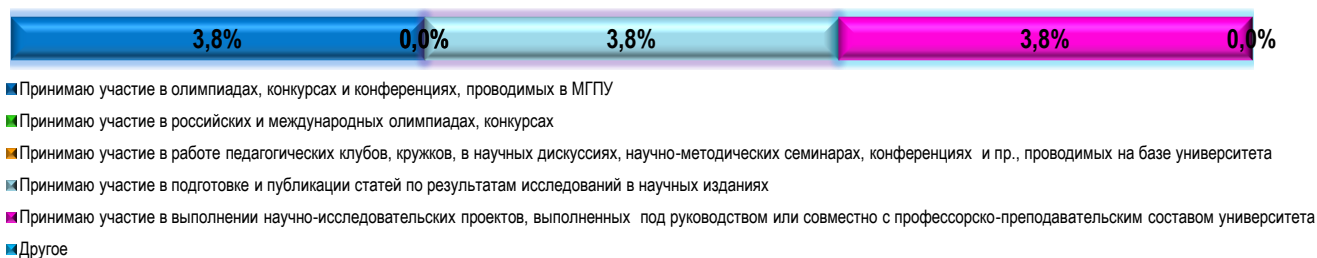 3,8% 0,0% 3,8% 3,8% 0,0%
Принимаю участие в олимпиадах, конкурсах и конференциях, проводимых в МГПУ
Принимаю участие в российских и международных олимпиадах, конкурсах
Принимаю участие в работе педагогических клубов, кружков, в научных дискуссиях, научно-методических семинарах, конференциях и пр., проводимых на базе университета
Принимаю участие в подготовке и публикации статей по результатам исследований в научных изданиях
Принимаю участие в выполнении научно-исследовательских проектов, выполненных под руководством или совместно с профессорско-преподавательским составом университета
Другое